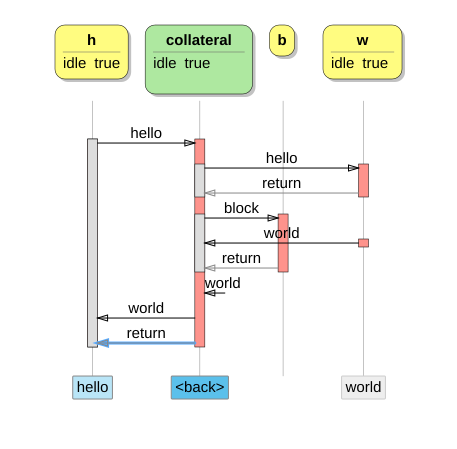 h collateral b w
idle true idle true idle true
hello
hello
return
block
world
return
world
world
return
hello <back> world